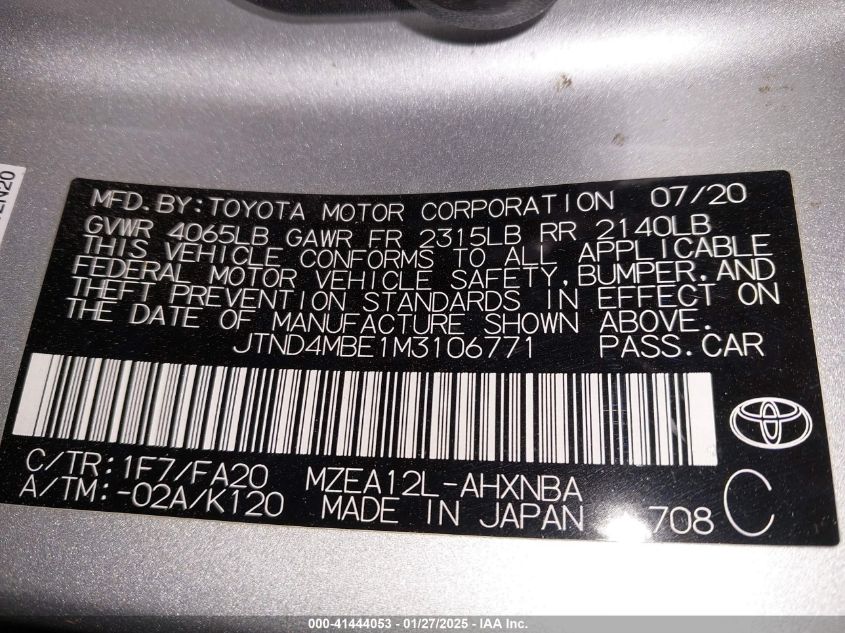 MFD.BY:TOYOTA MOTOR CORPORATION 07/20
GVWR 4065LB GAWR FR 2315LB RR 2140LB
THIS VEHICLE CONFORMS TO ALL APPLICABLE
FEDERAL MOTOR VEHICLE SAFETY,BUMPER,AND
THEFT PREVENTION STANDARDS IN EFFECT ON
THE DATE OF MANUFACTURE SHOWN ABOVE.
JTND4MBE1M3106771 PASS.CAR
C/TR:1F7/FA20 MZEA12L-AHXNBA
A/TM:-02A/K120 MADE IN JAPAN 708 C
000-41444053 - 01/27/2025 - IAA Inc.